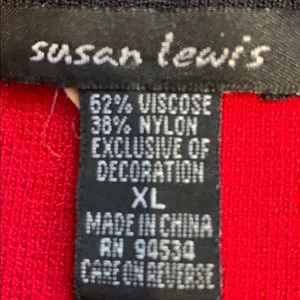 susan lewis
62% VISCOSE
38% NYLON
EXCLUSIVE OF
DECORATION
XL
MADE IN CHINA
RN 94534
CARE ON REVERSE